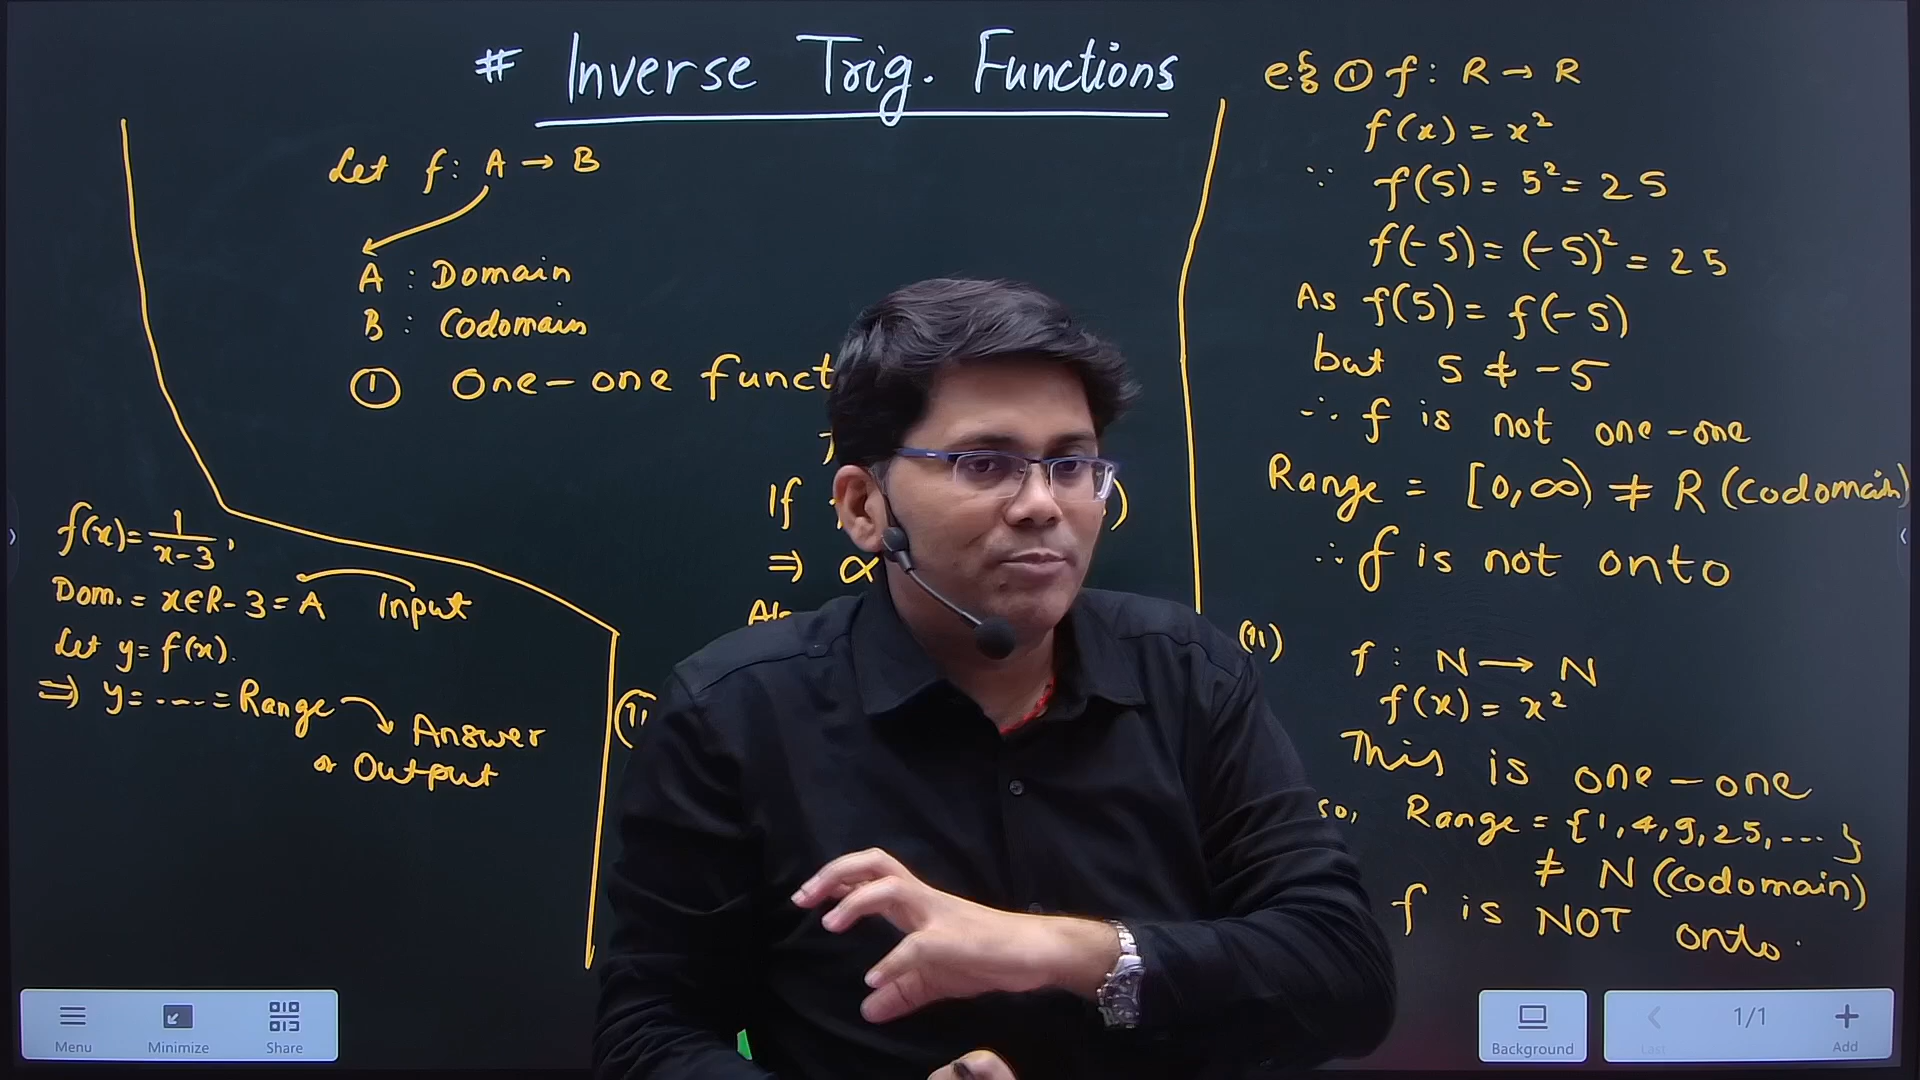 # Inverse Trig. Functions
Let f: A → B
A : Domain
B : Codomain
① One-one funct
If
⇒ α
f(x)=1/(x-3),
Dom. = x∈R-3 = A Input
Let y=f(x).
⇒ y= ---- = Range Answer
or Output
e.g ① f: R → R
f(x) = x²
∵ f(5) = 5² = 25
f(-5) = (-5)² = 25
As f(5) = f(-5)
but 5 ≠ -5
∴ f is not one-one
Range = [0,∞) ≠ R (Codomain)
∴ f is not onto
(ii) f: N → N
f(x) = x²
This is one-one
so, Range = {1,4,9,25,---}
≠ N (Codomain)
f is NOT onto.
Menu
Minimize
Share
Background
Last
1/1
Add